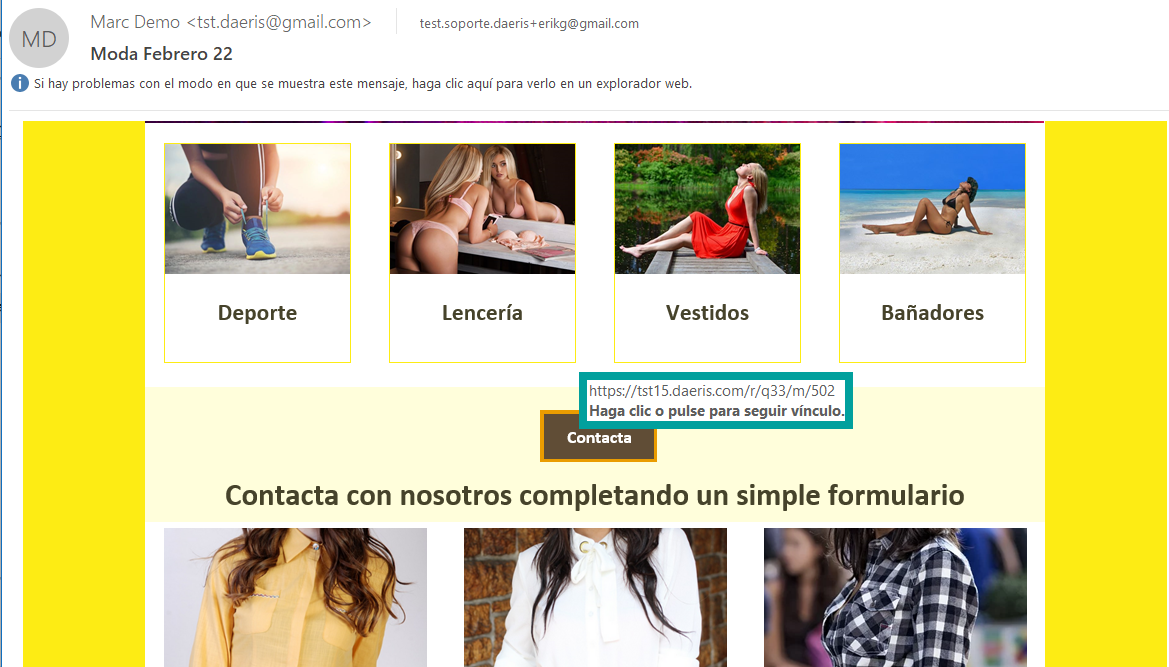 MD
Marc Demo <tst.daeris@gmail.com>
test.soporte.daeris+erikg@gmail.com
Moda Febrero 22
Si hay problemas con el modo en que se muestra este mensaje, haga clic aquí para verlo en un explorador web.
Deporte
Lencería
Vestidos
Bañadores
https://tst15.daeris.com/r/q33/m/502
Haga clic o pulse para seguir vínculo.
Contacta
Contacta con nosotros completando un simple formulario